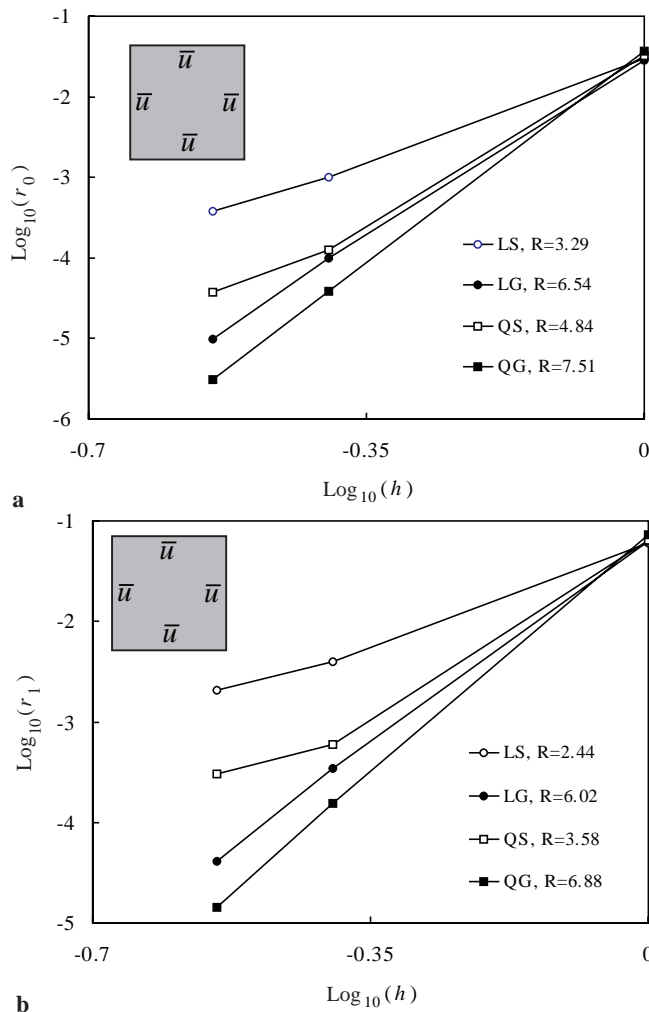 -1
u̅
u̅ u̅
u̅
-2
-3
-4
-5
-6
Log₁₀(r₀)
LS, R=3.29
LG, R=6.54
QS, R=4.84
QG, R=7.51
-0.7 -0.35 0
Log₁₀(h)
a
-1
u̅
u̅ u̅
u̅
-2
-3
-4
-5
Log₁₀(r₁)
LS, R=2.44
LG, R=6.02
QS, R=3.58
QG, R=6.88
-0.7 -0.35 0
Log₁₀(h)
b